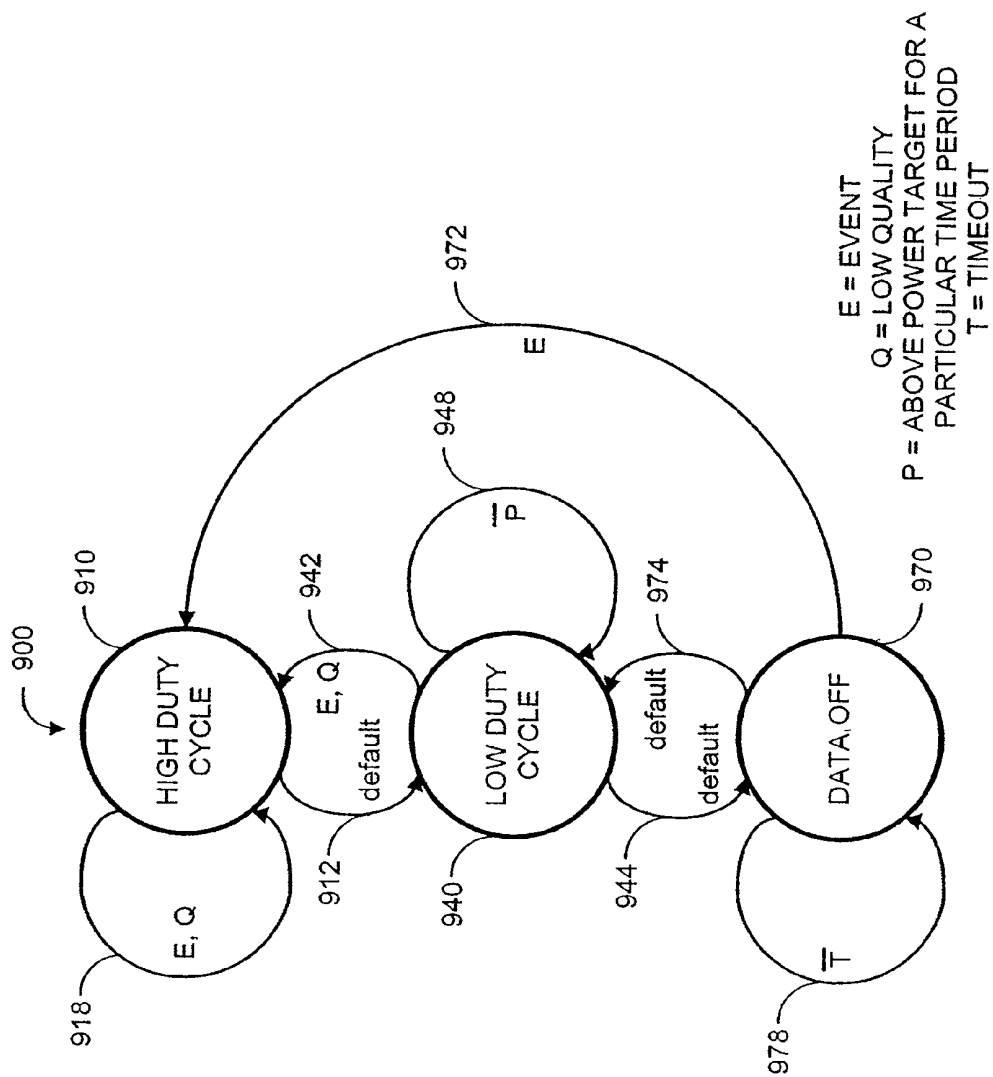 900
910
HIGH DUTY
CYCLE
918
E, Q
912
default
E, Q
942
940
LOW DUTY
CYCLE
P̅
948
944
default
default
974
970
DATA OFF
978
T̅
E
972
E = EVENT
Q = LOW QUALITY
P = ABOVE POWER TARGET FOR A
PARTICULAR TIME PERIOD
T = TIMEOUT